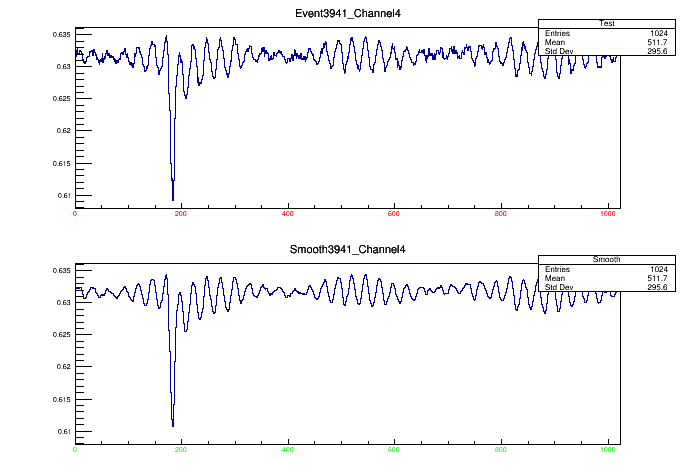 Event3941_Channel4
Test
Entries 1024
Mean 511.7
Std Dev 295.6
0.635
0.63
0.625
0.62
0.615
0.61
0 200 400 600 800 1000
Smooth3941_Channel4
Smooth
Entries 1024
Mean 511.7
Std Dev 295.6
0.635
0.63
0.625
0.62
0.615
0.61
0 200 400 600 800 1000